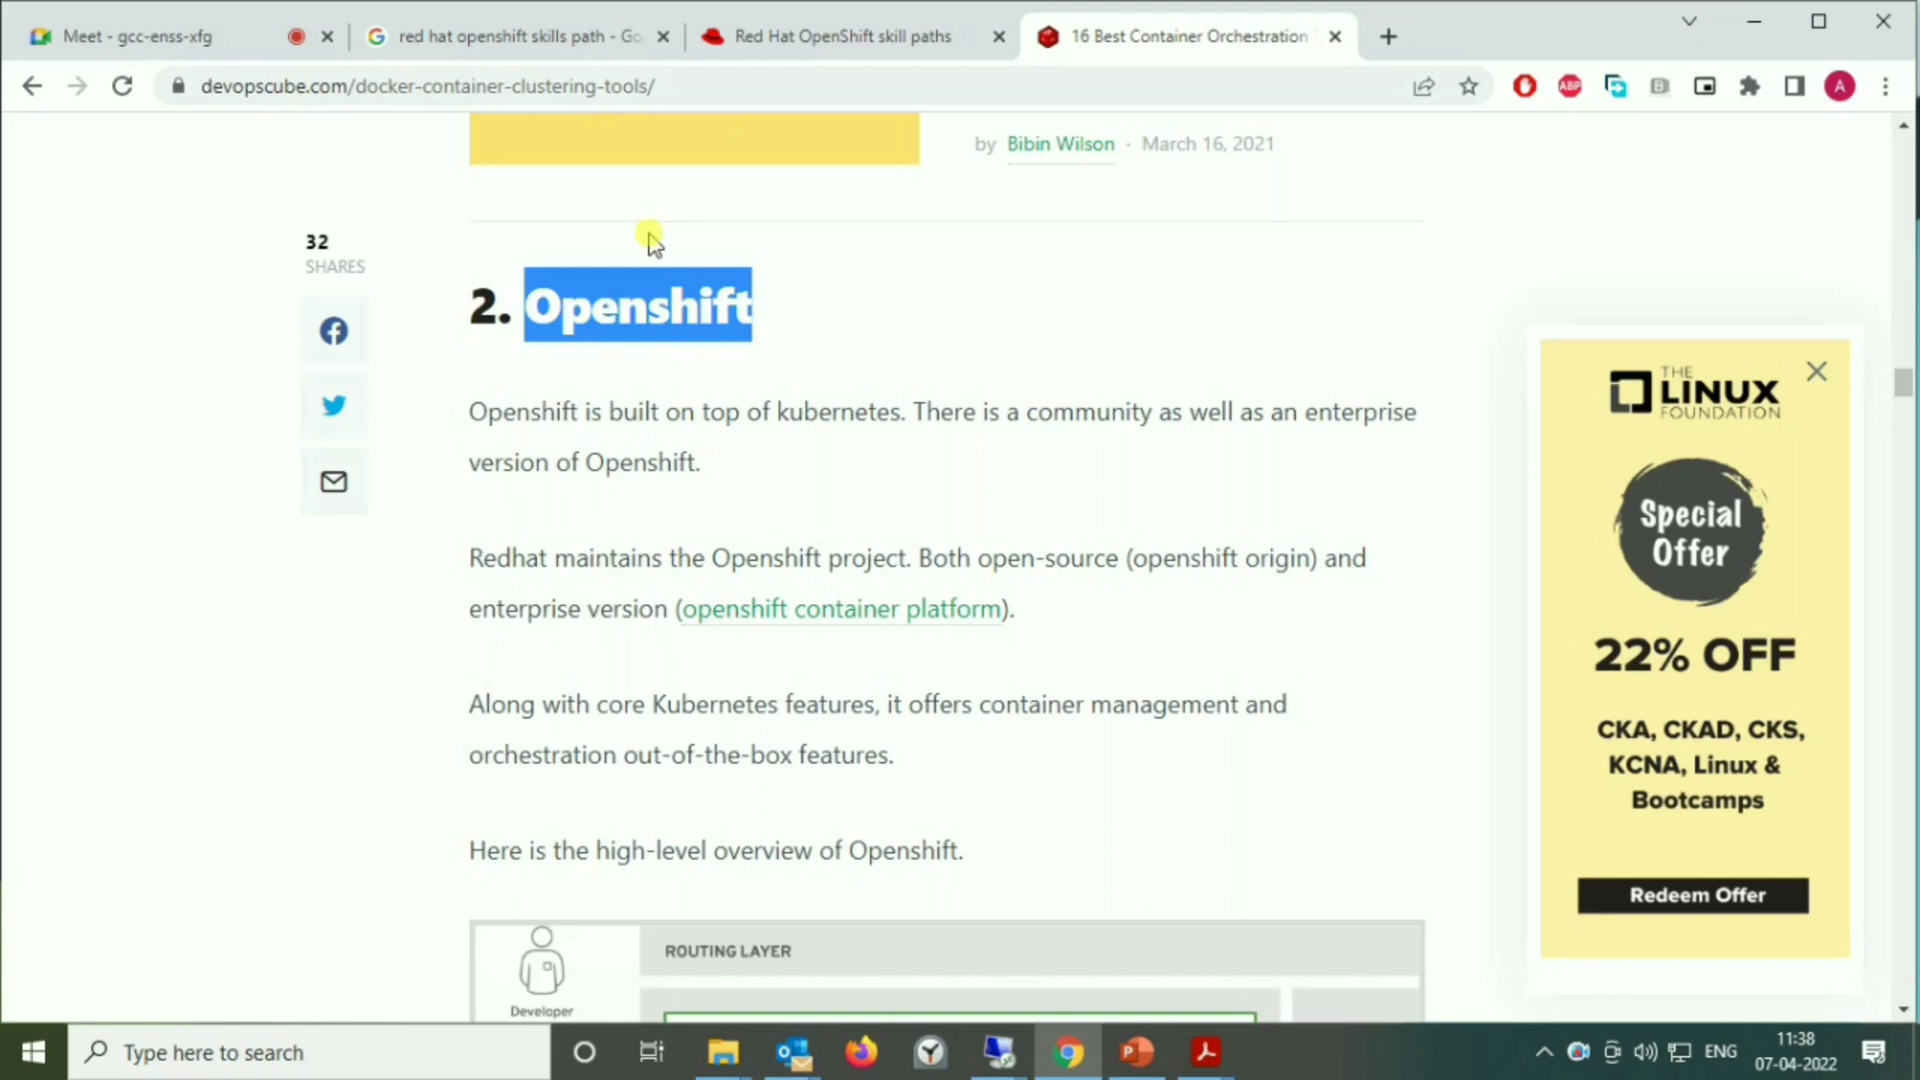 Meet - gcc-enss-xfg
red hat openshift skills path - Go
Red Hat OpenShift skill paths
16 Best Container Orchestration
devopscube.com/docker-container-clustering-tools/
ABP
A
by Bibin Wilson · March 16, 2021
32
SHARES
2. Openshift
Openshift is built on top of kubernetes. There is a community as well as an enterprise
version of Openshift.
Redhat maintains the Openshift project. Both open-source (openshift origin) and
enterprise version (openshift container platform).
Along with core Kubernetes features, it offers container management and
orchestration out-of-the-box features.
Here is the high-level overview of Openshift.
ROUTING LAYER
Developer
THE
LINUX
FOUNDATION
Special
Offer
22% OFF
CKA, CKAD, CKS,
KCNA, Linux &
Bootcamps
Redeem Offer
Type here to search
ENG
11:38
07-04-2022